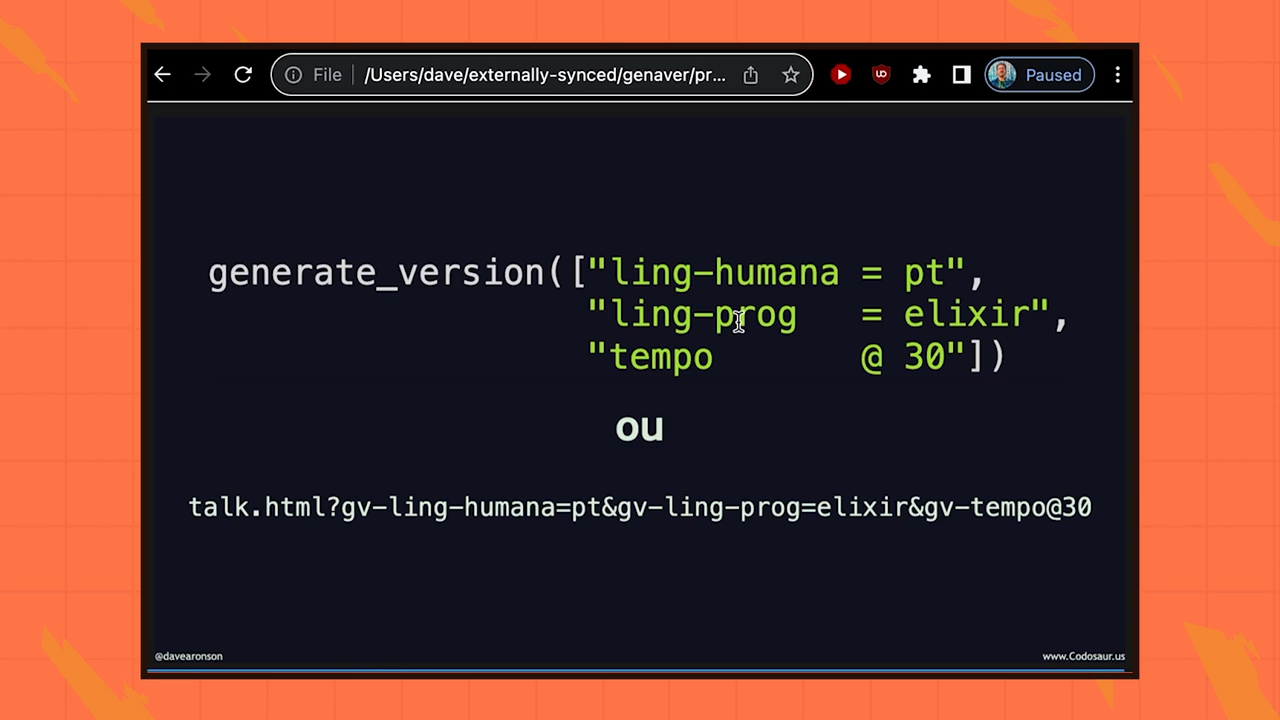 File /Users/dave/externally-synced/genaver/pr... Paused
generate_version(["ling-humana = pt",
"ling-prog   = elixir",
"tempo       @ 30"])
ou
talk.html?gv-ling-humana=pt&gv-ling-prog=elixir&gv-tempo@30
@davearonson www.Codosaur.us